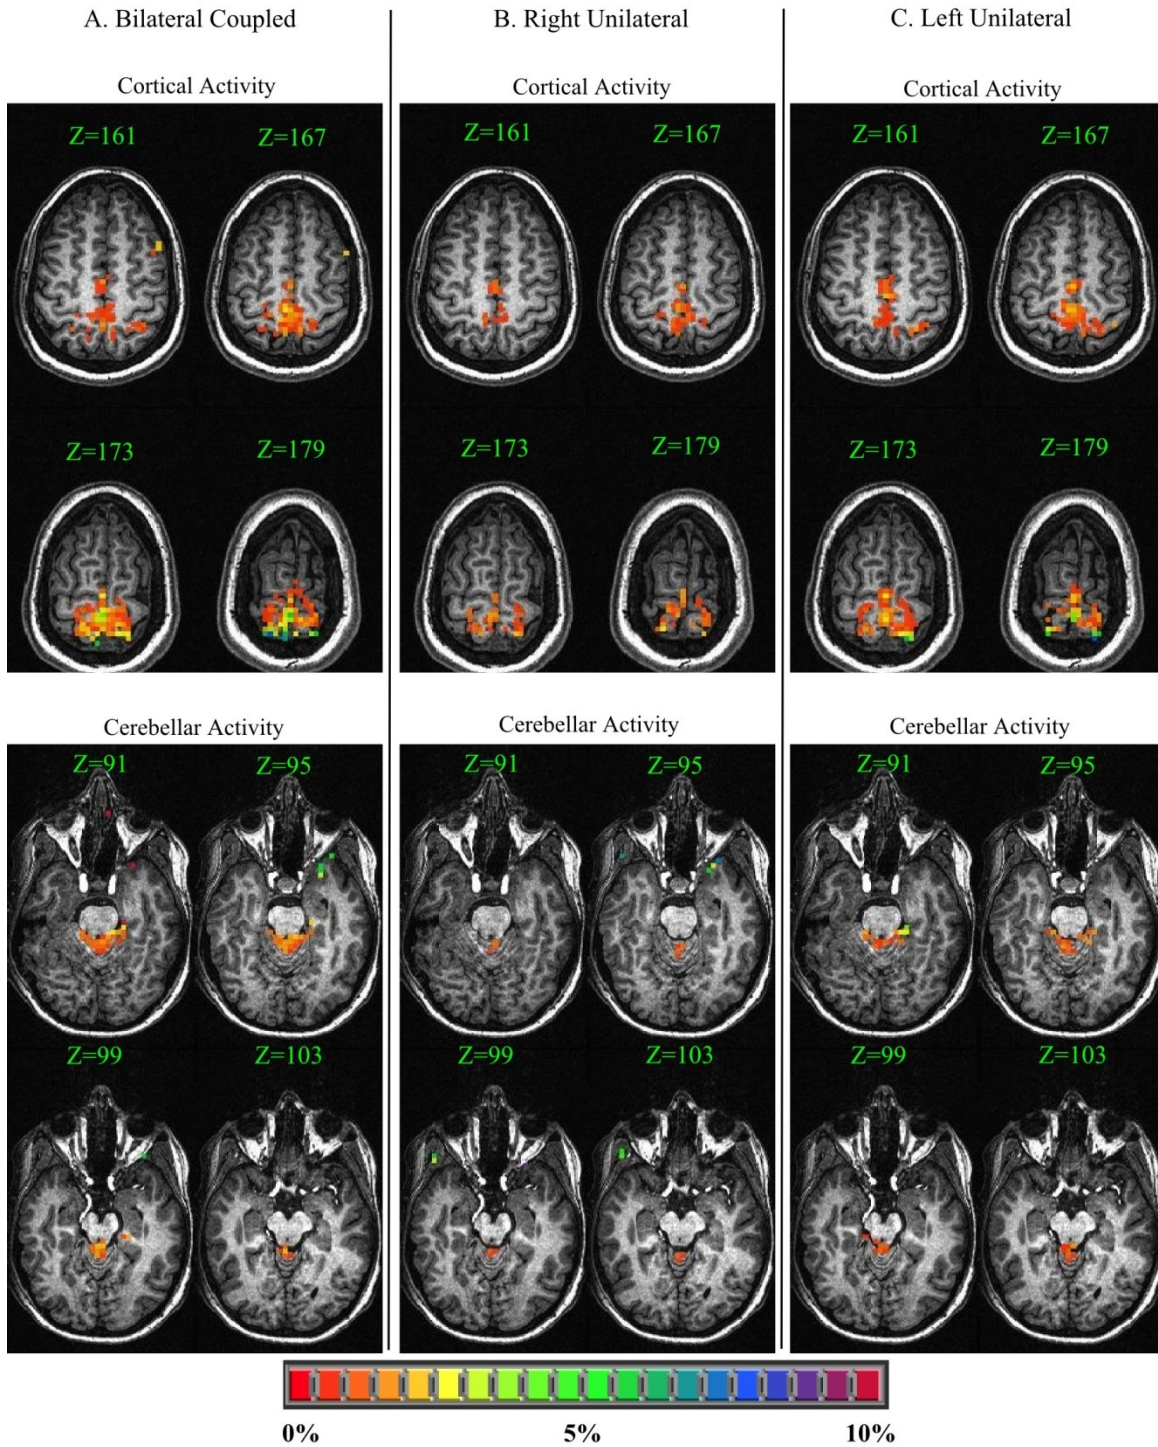 A. Bilateral Coupled B. Right Unilateral C. Left Unilateral
Cortical Activity Cortical Activity Cortical Activity
Z=161 Z=167 Z=161 Z=167 Z=161 Z=167
Z=173 Z=179 Z=173 Z=179 Z=173 Z=179
Cerebellar Activity Cerebellar Activity Cerebellar Activity
Z=91 Z=95 Z=91 Z=95 Z=91 Z=95
Z=99 Z=103 Z=99 Z=103 Z=99 Z=103
0% 5% 10%